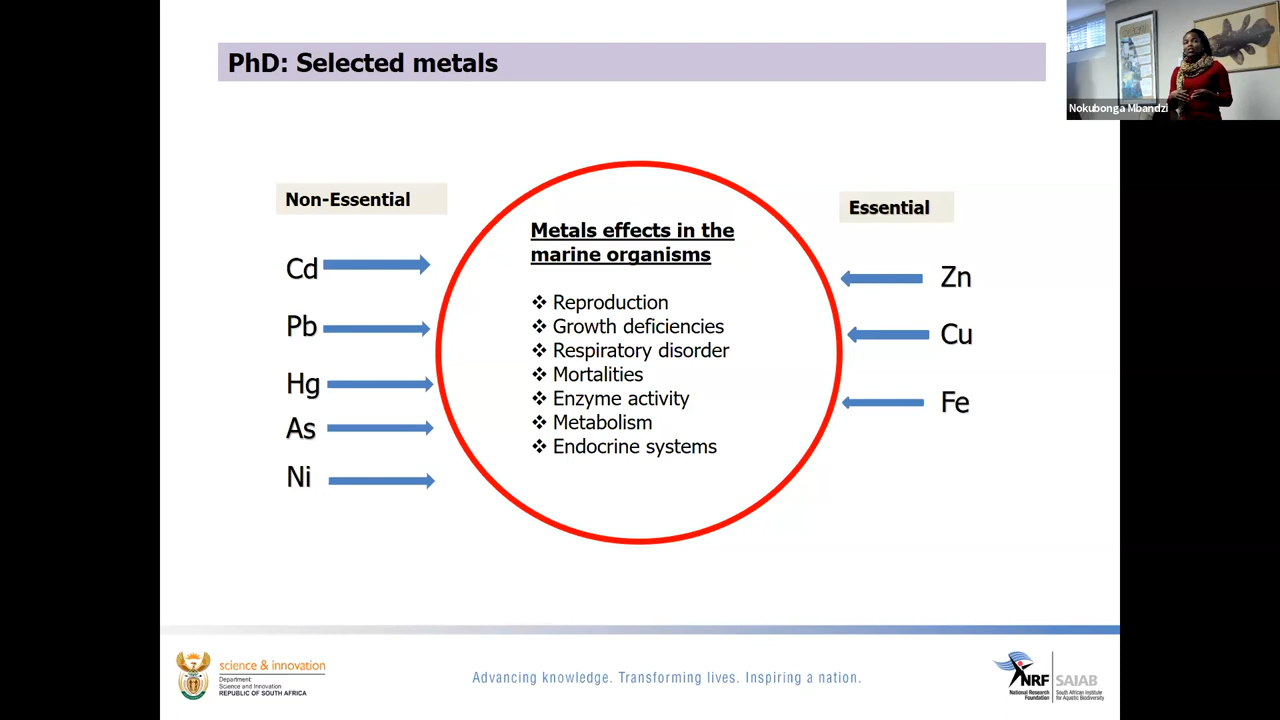 PhD: Selected metals
Nokubonga Mbandzi
Non-Essential
Essential
Metals effects in the
marine organisms
Cd
Pb
Hg
As
Ni
❖ Reproduction
❖ Growth deficiencies
❖ Respiratory disorder
❖ Mortalities
❖ Enzyme activity
❖ Metabolism
❖ Endocrine systems
Zn
Cu
Fe
science & innovation
Department:
Science and Innovation
REPUBLIC OF SOUTH AFRICA
Advancing knowledge. Transforming lives. Inspiring a nation.
NRF
National Research
Foundation
SAIAB
South African Institute
for Aquatic Biodiversity